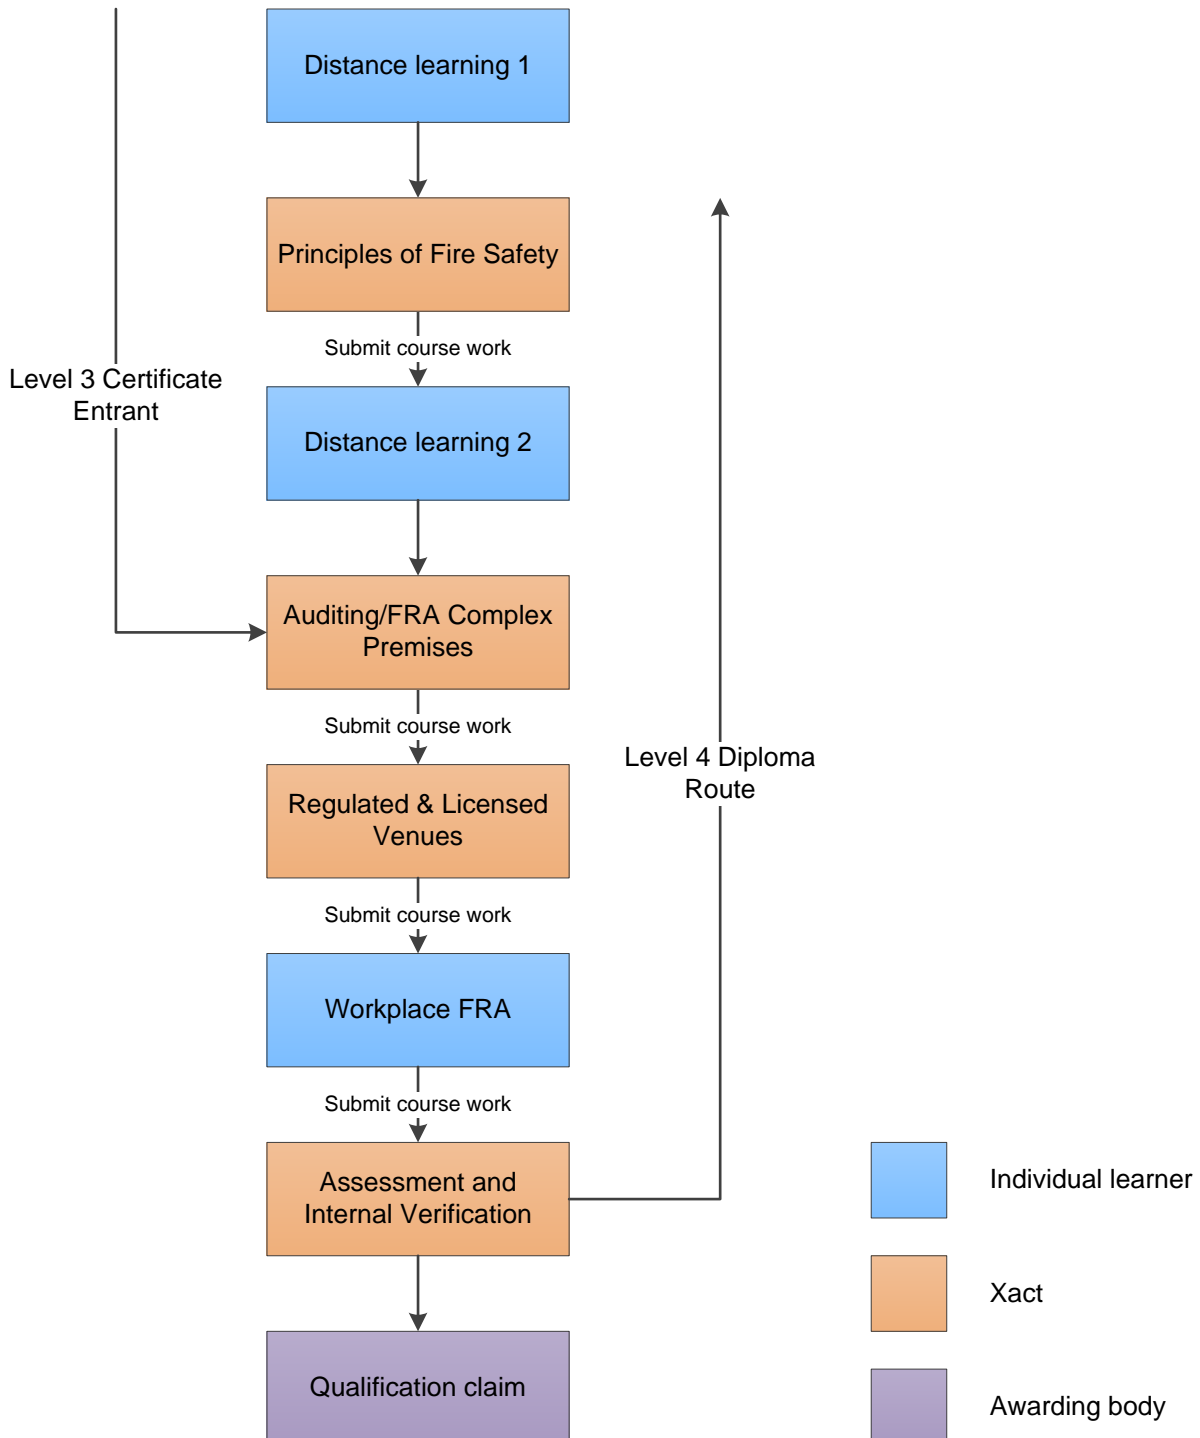 Distance learning 1
Principles of Fire Safety
Submit course work
Level 3 Certificate
Entrant
Distance learning 2
Auditing/FRA Complex
Premises
Submit course work
Level 4 Diploma
Route
Regulated & Licensed
Venues
Submit course work
Workplace FRA
Submit course work
Assessment and
Internal Verification
Individual learner
Xact
Qualification claim
Awarding body